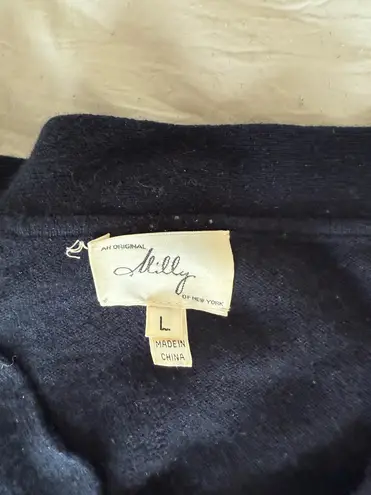 AN ORIGINAL
Milly
OF NEW YORK
L
MADE IN
CHINA